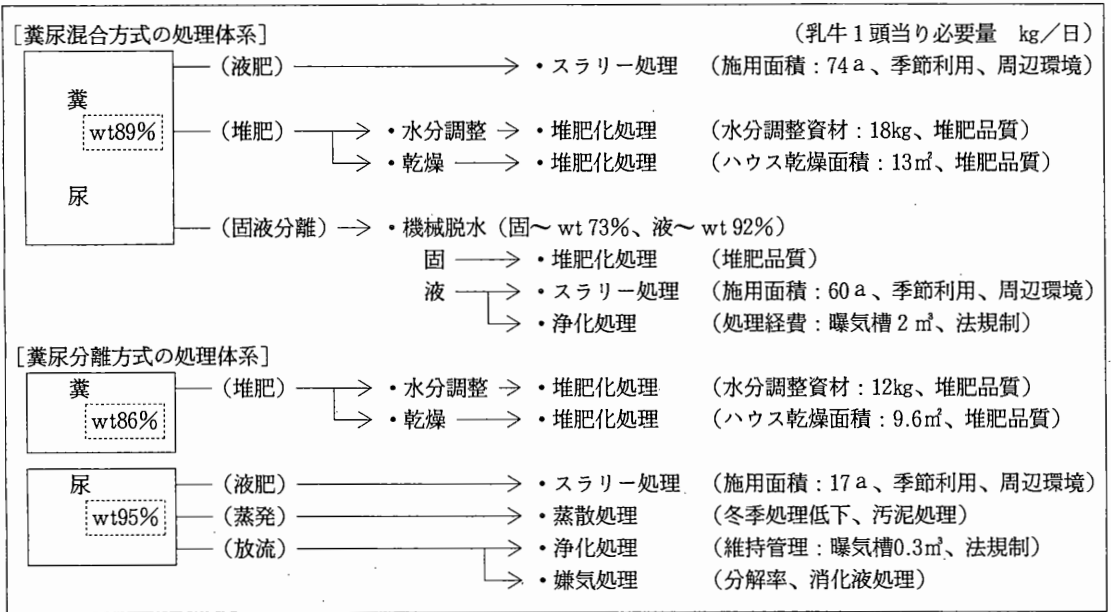 [糞尿混合方式の処理体系] (乳牛1頭当り必要量 kg/日)
(液肥) → ・スラリー処理 (施用面積:74a、季節利用、周辺環境)
糞
wt89% (堆肥) → ・水分調整 → ・堆肥化処理 (水分調整資材:18kg、堆肥品質)
→ ・乾燥 → ・堆肥化処理 (ハウス乾燥面積:13㎡、堆肥品質)
尿
(固液分離) → ・機械脱水(固~wt73%、液~wt92%)
固 → ・堆肥化処理 (堆肥品質)
液 → ・スラリー処理 (施用面積:60a、季節利用、周辺環境)
→ ・浄化処理 (処理経費:曝気槽2㎥、法規制)
[糞尿分離方式の処理体系]
糞 (堆肥) → ・水分調整 → ・堆肥化処理 (水分調整資材:12kg、堆肥品質)
wt86% → ・乾燥 → ・堆肥化処理 (ハウス乾燥面積:9.6㎡、堆肥品質)
尿 (液肥) → ・スラリー処理 (施用面積:17a、季節利用、周辺環境)
wt95% (蒸発) → ・蒸散処理 (冬季処理低下、汚泥処理)
(放流) → ・浄化処理 (維持管理:曝気槽0.3㎥、法規制)
→ ・嫌気処理 (分解率、消化液処理)